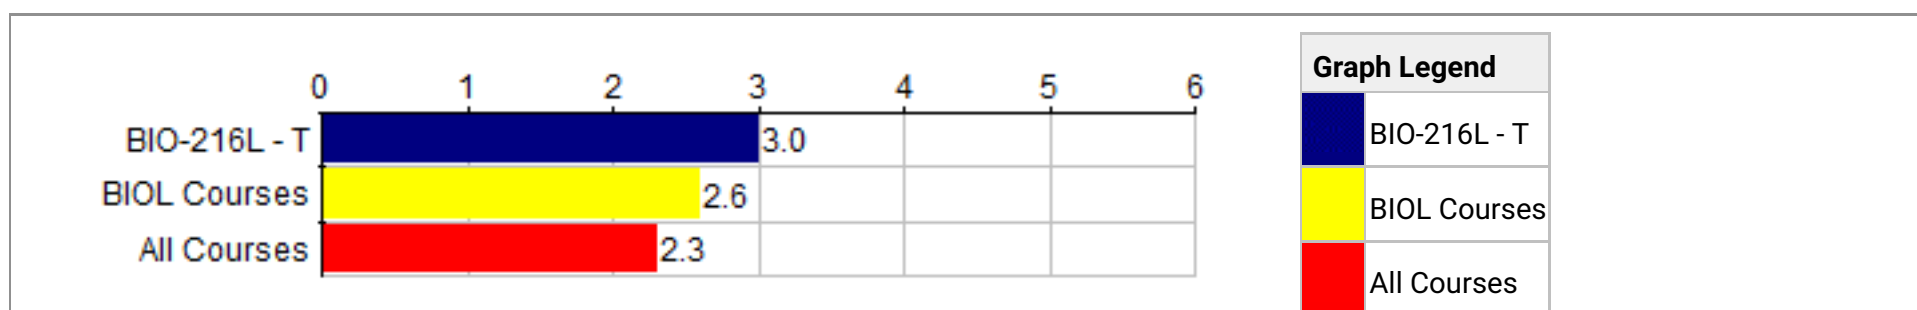 0 1 2 3 4 5 6
BIO-216L - T 3.0
BIOL Courses 2.6
All Courses 2.3
Graph Legend
BIO-216L - T
BIOL Courses
All Courses